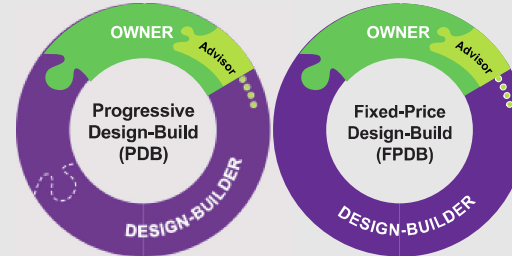 OWNER
Advisor
Progressive
Design-Build
(PDB)
DESIGN-BUILDER
OWNER
Advisor
Fixed-Price
Design-Build
(FPDB)
DESIGN-BUILDER